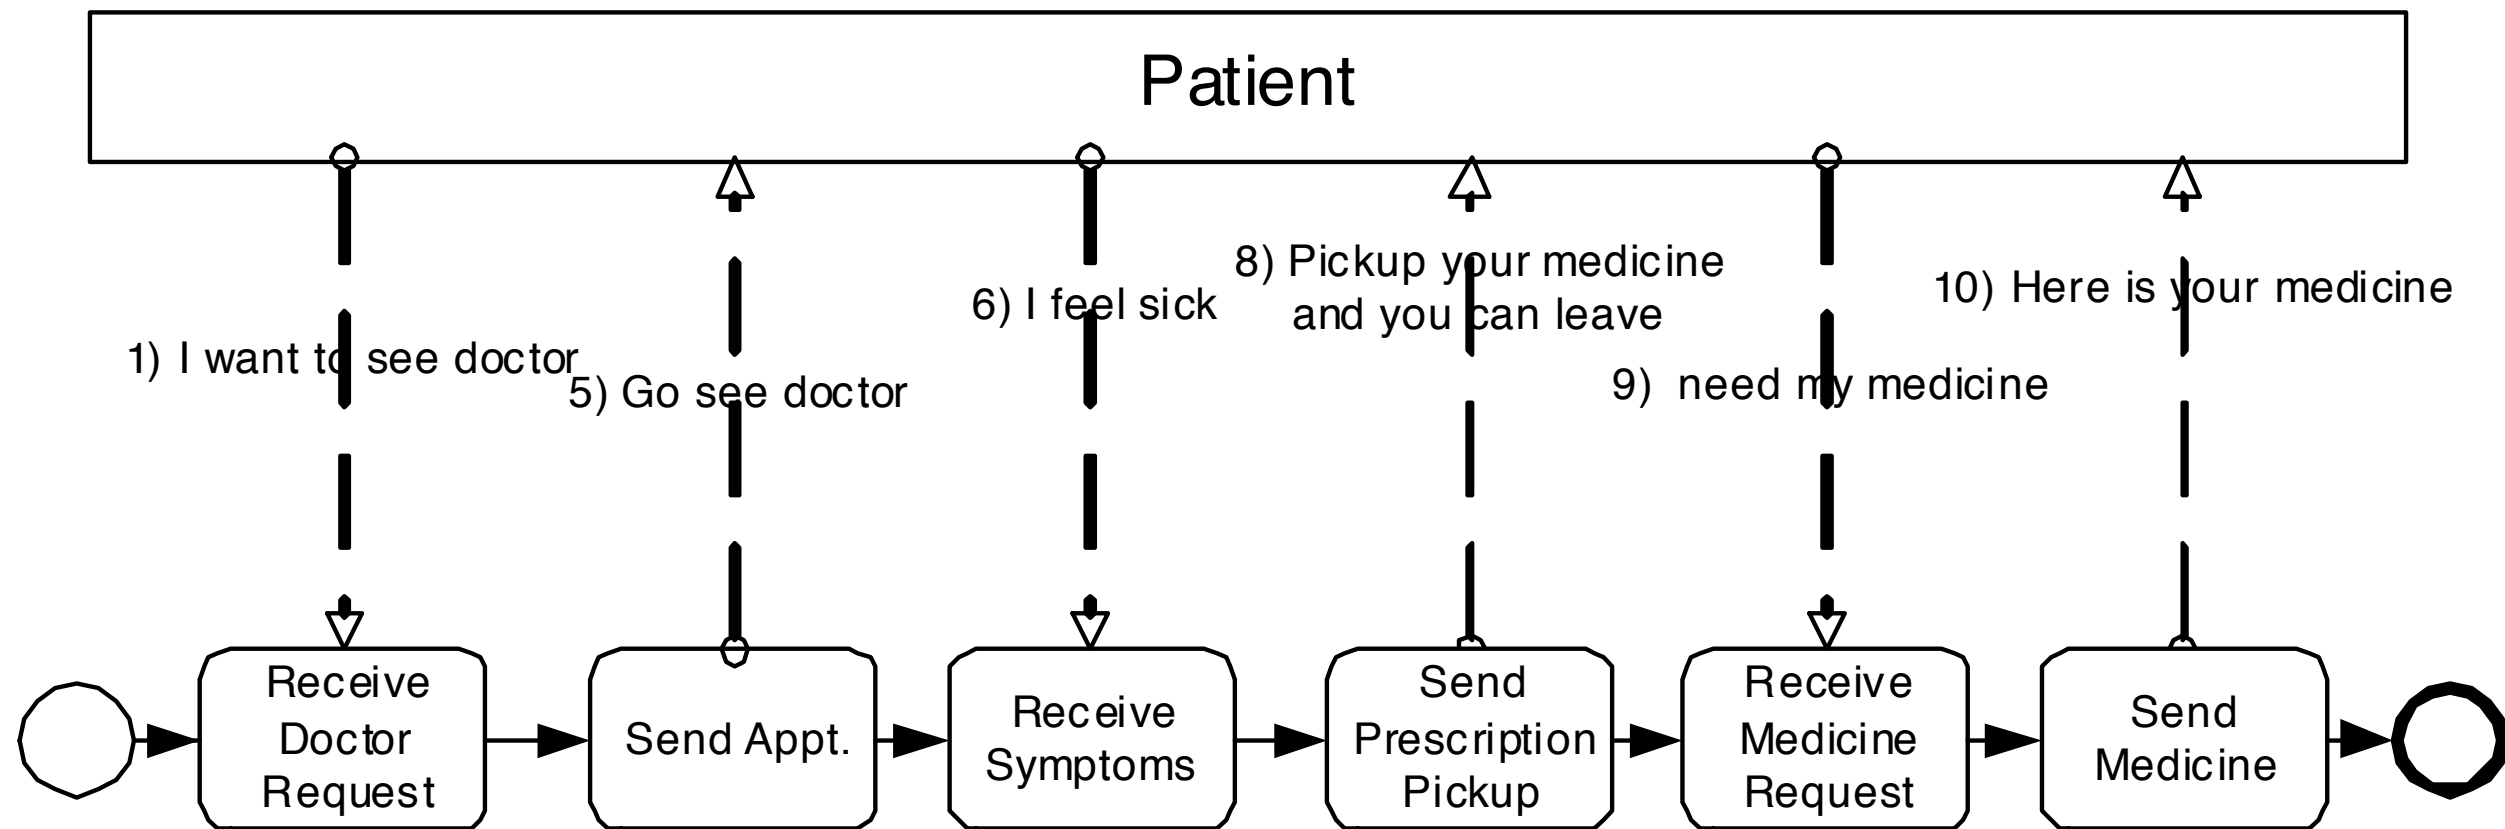 Patient
1) I want to see doctor
5) Go see doctor
6) I feel sick
8) Pickup your medicine
and you can leave
9) need my medicine
10) Here is your medicine
Receive
Doctor
Request
Send Appt.
Receive
Symptoms
Send
Prescription
Pickup
Receive
Medicine
Request
Send
Medicine